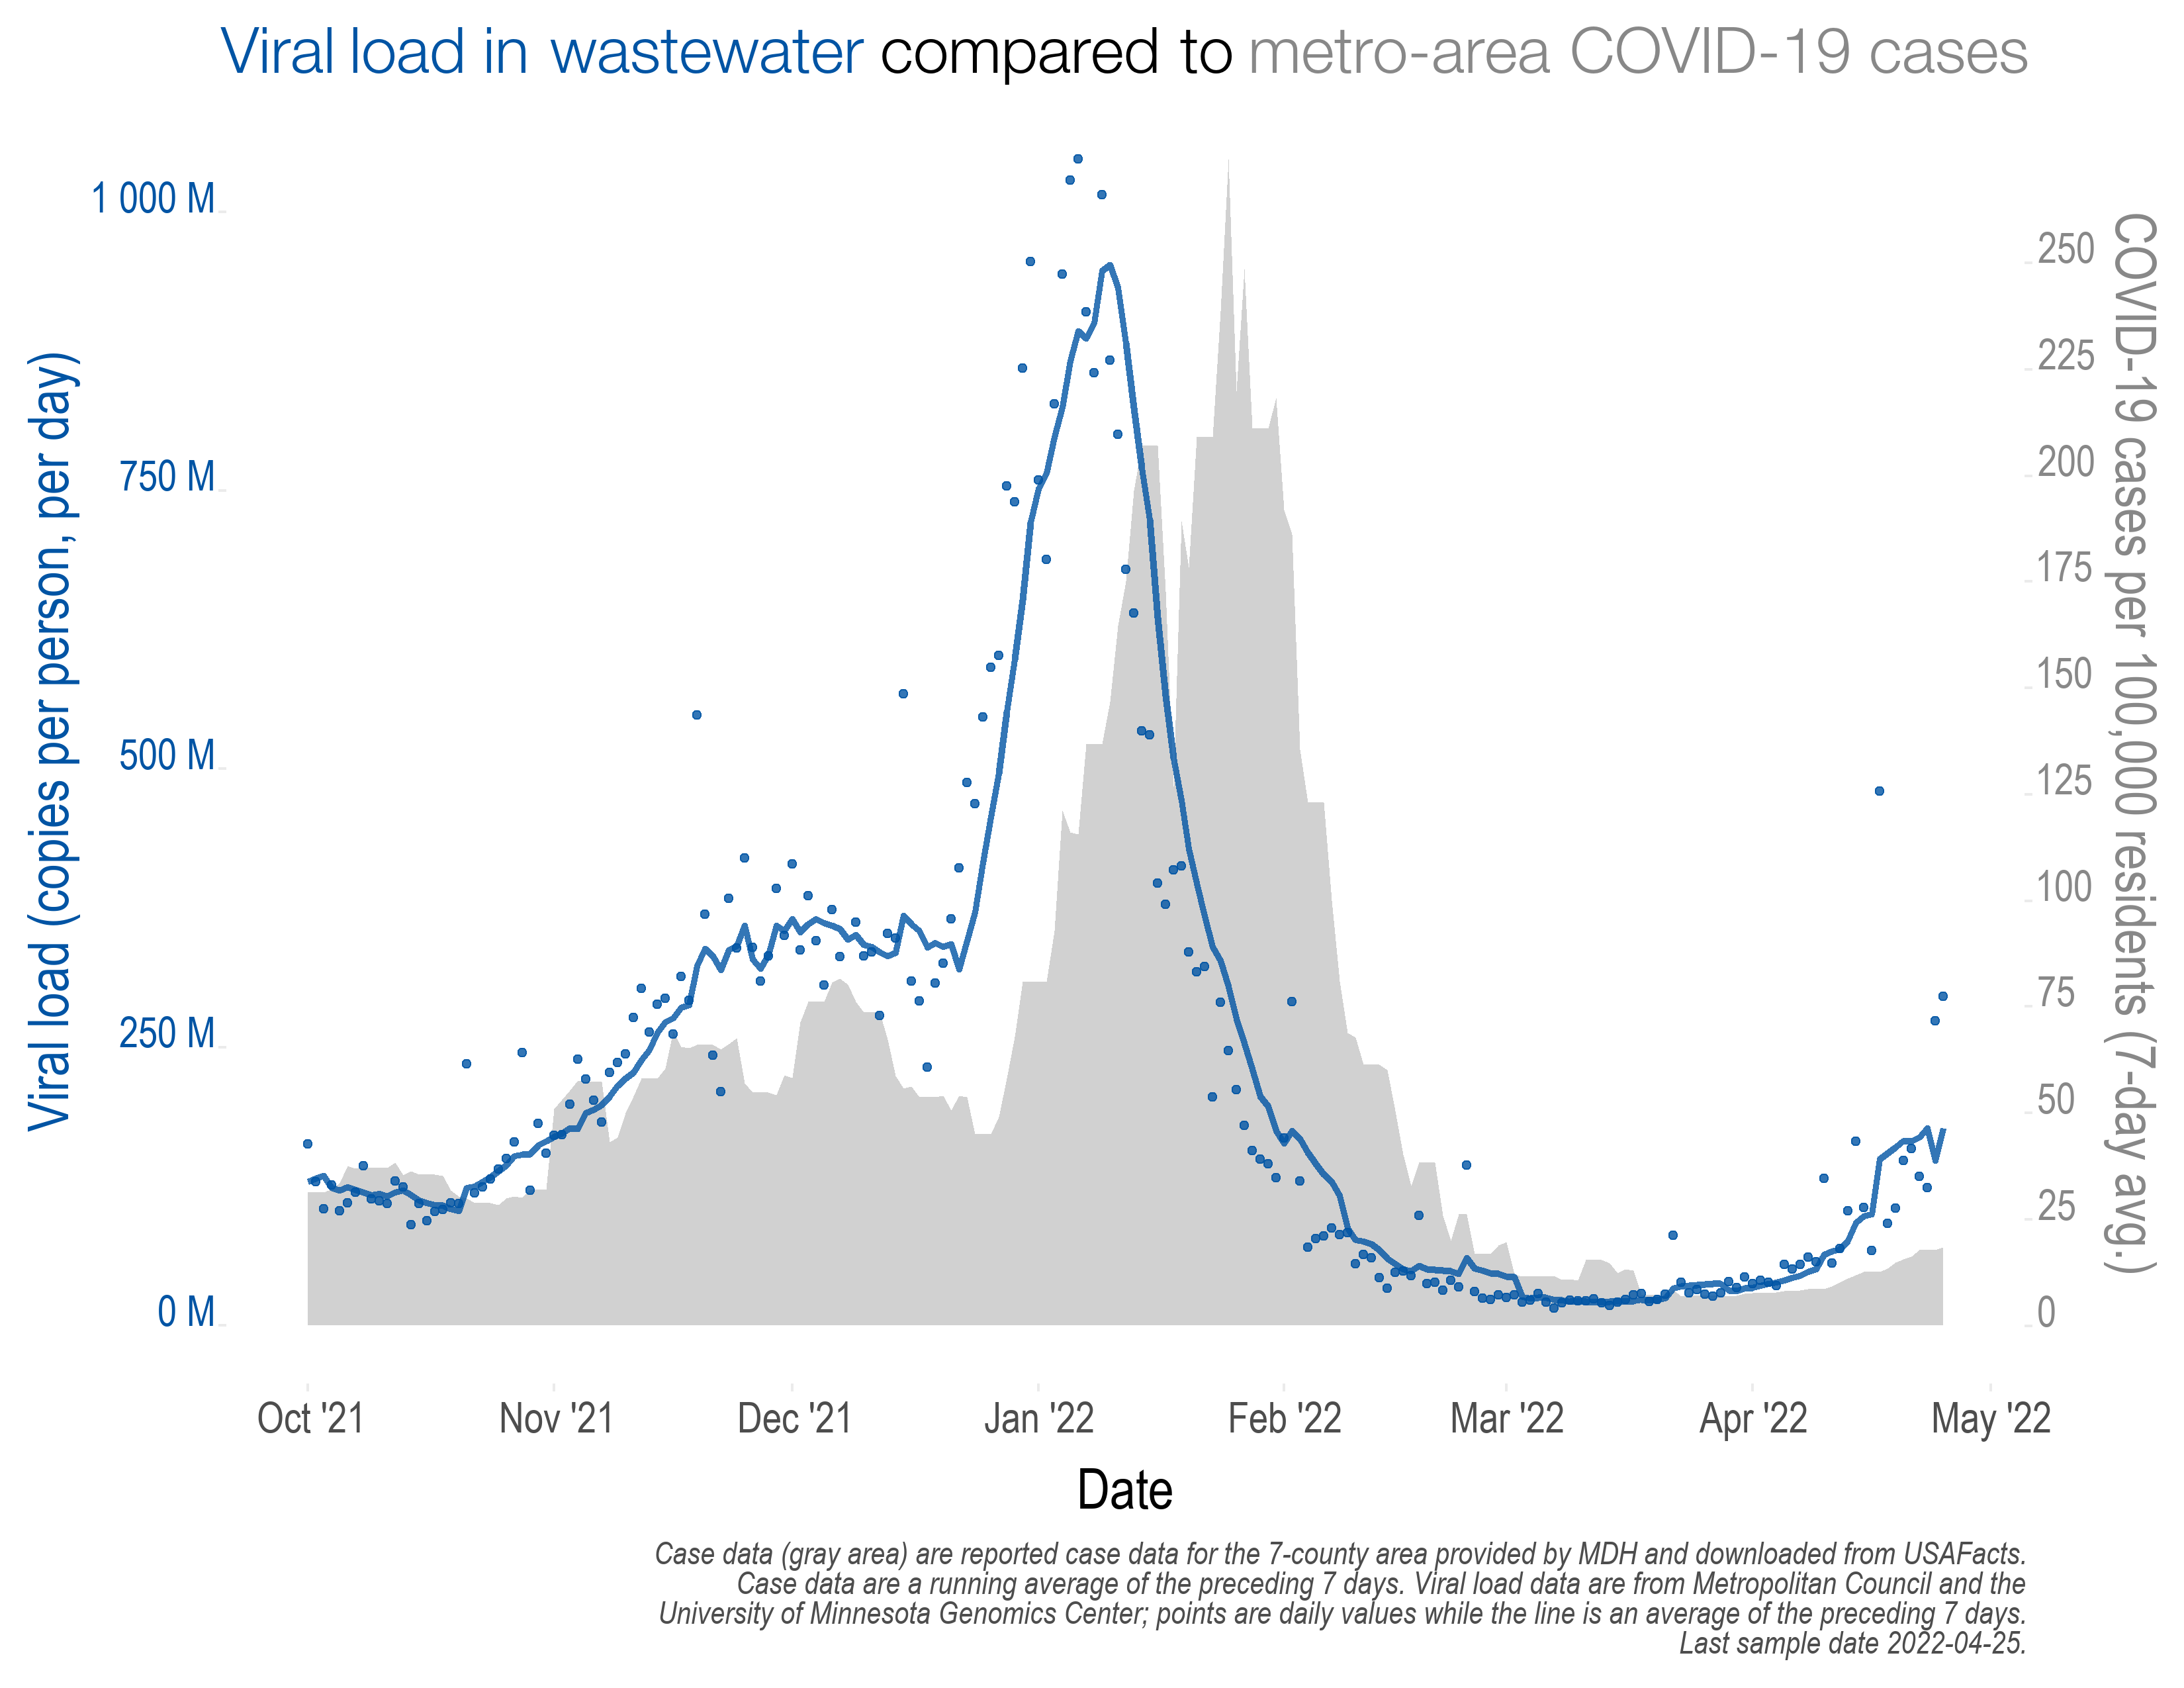 Viral load in wastewater compared to metro-area COVID-19 cases
Viral load (copies per person, per day)
1 000 M
750 M
500 M
250 M
0 M
COVID-19 cases per 100,000 residents (7-day avg.)
250
225
200
175
150
125
100
75
50
25
0
Oct '21
Nov '21
Dec '21
Jan '22
Feb '22
Mar '22
Apr '22
May '22
Date
Case data (gray area) are reported case data for the 7-county area provided by MDH and downloaded from USAFacts.
Case data are a running average of the preceding 7 days. Viral load data are from Metropolitan Council and the
University of Minnesota Genomics Center; points are daily values while the line is an average of the preceding 7 days.
Last sample date 2022-04-25.